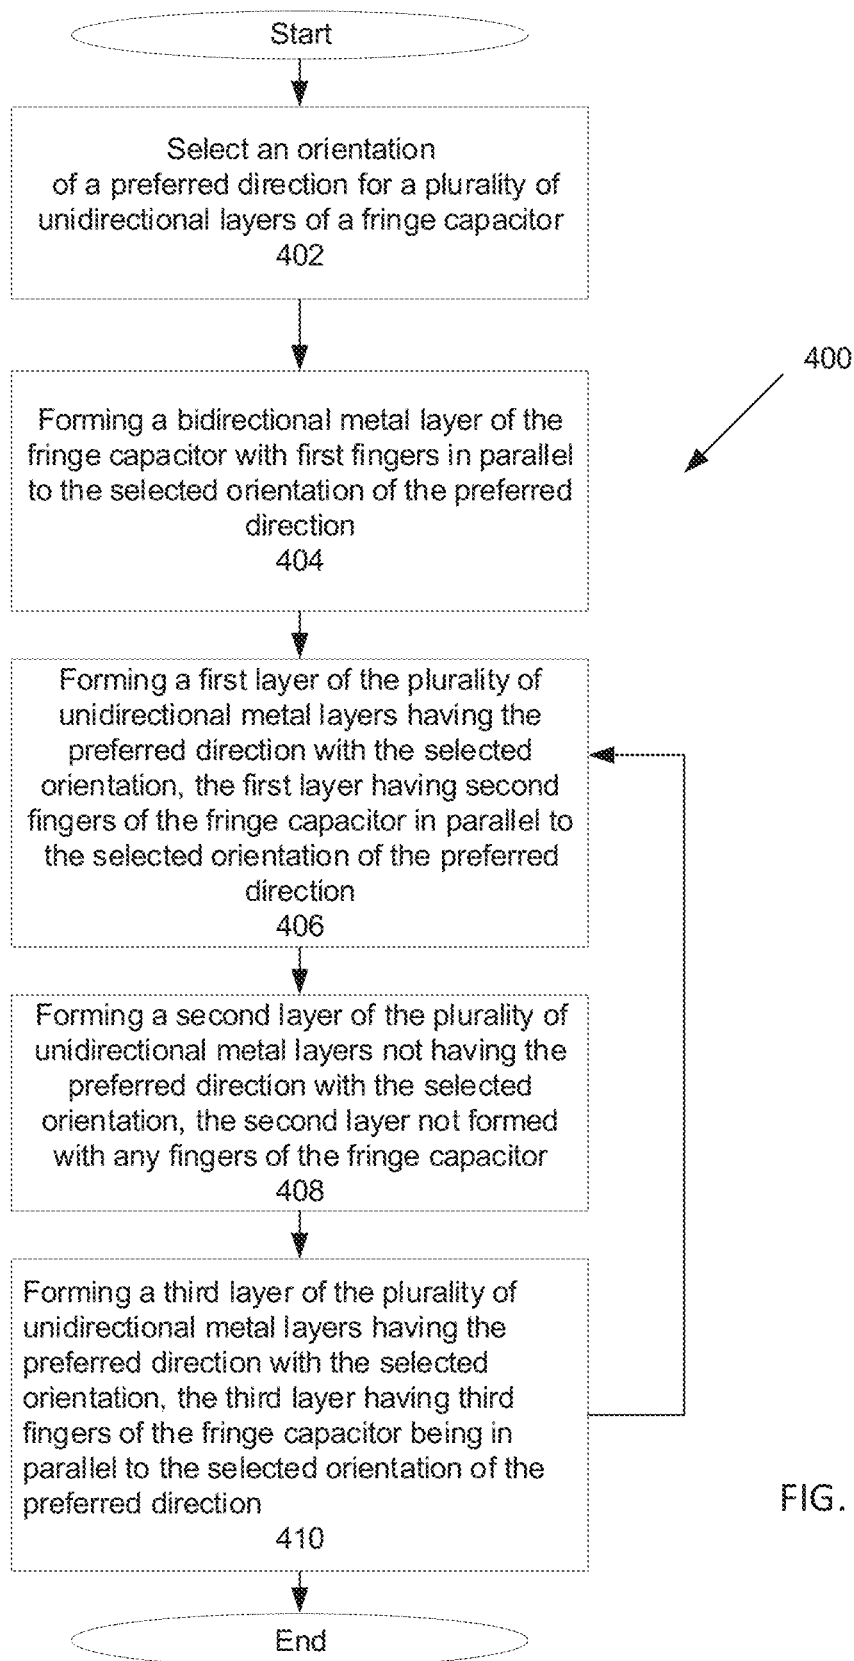 Start
Select an orientation
of a preferred direction for a plurality of
unidirectional layers of a fringe capacitor
402
400
Forming a bidirectional metal layer of the
fringe capacitor with first fingers in parallel
to the selected orientation of the preferred
direction
404
Forming a first layer of the plurality of
unidirectional metal layers having the
preferred direction with the selected
orientation, the first layer having second
fingers of the fringe capacitor in parallel to
the selected orientation of the preferred
direction
406
Forming a second layer of the plurality of
unidirectional metal layers not having the
preferred direction with the selected
orientation, the second layer not formed
with any fingers of the fringe capacitor
408
Forming a third layer of the plurality of
unidirectional metal layers having the
preferred direction with the selected
orientation, the third layer having third
fingers of the fringe capacitor being in
parallel to the selected orientation of the
preferred direction
410
FIG.
End